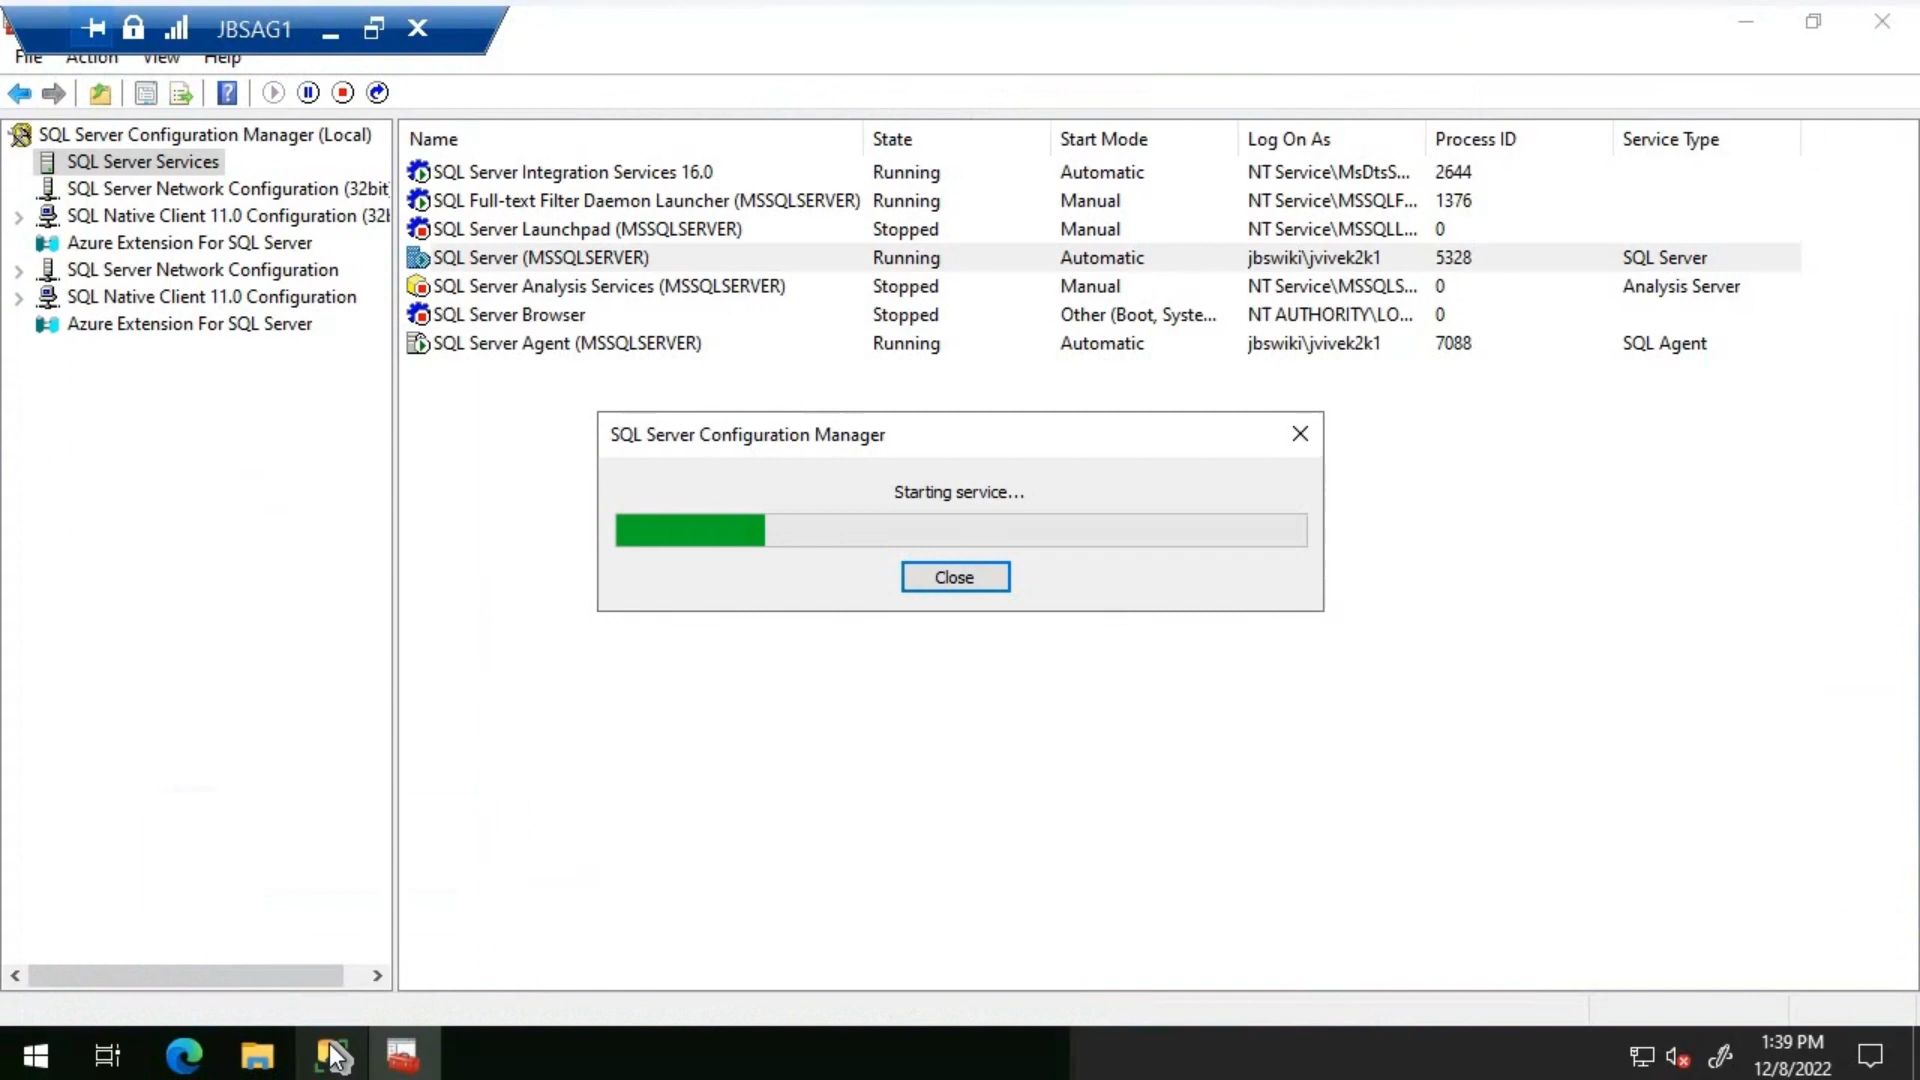 JBSAG1
File Action View Help
SQL Server Configuration Manager (Local)
SQL Server Services
SQL Server Network Configuration (32bit
SQL Native Client 11.0 Configuration (32b
Azure Extension For SQL Server
SQL Server Network Configuration
SQL Native Client 11.0 Configuration
Azure Extension For SQL Server
Name State Start Mode Log On As Process ID Service Type
SQL Server Integration Services 16.0 Running Automatic NT Service\MsDtsS... 2644
SQL Full-text Filter Daemon Launcher (MSSQLSERVER) Running Manual NT Service\MSSQLF... 1376
SQL Server Launchpad (MSSQLSERVER) Stopped Manual NT Service\MSSQLL... 0
SQL Server (MSSQLSERVER) Running Automatic jbswiki\jvivek2k1 5328 SQL Server
SQL Server Analysis Services (MSSQLSERVER) Stopped Manual NT Service\MSSQLS... 0 Analysis Server
SQL Server Browser Stopped Other (Boot, Syste... NT AUTHORITY\LO... 0
SQL Server Agent (MSSQLSERVER) Running Automatic jbswiki\jvivek2k1 7088 SQL Agent
SQL Server Configuration Manager
Starting service...
Close
1:39 PM
12/8/2022